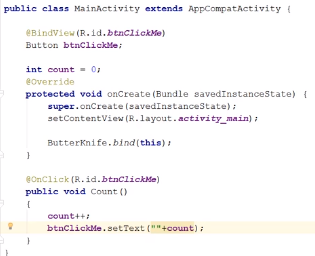 public class MainActivity extends AppCompatActivity {
@BindView(R.id.btnClickMe)
Button btnClickMe;
int count = 0;
@Override
protected void onCreate(Bundle savedInstanceState) {
super.onCreate(savedInstanceState);
setContentView(R.layout.activity_main);
ButterKnife.bind(this);
}
@OnClick(R.id.btnClickMe)
public void Count()
{
count++;
btnClickMe.setText(""+count);
}
}